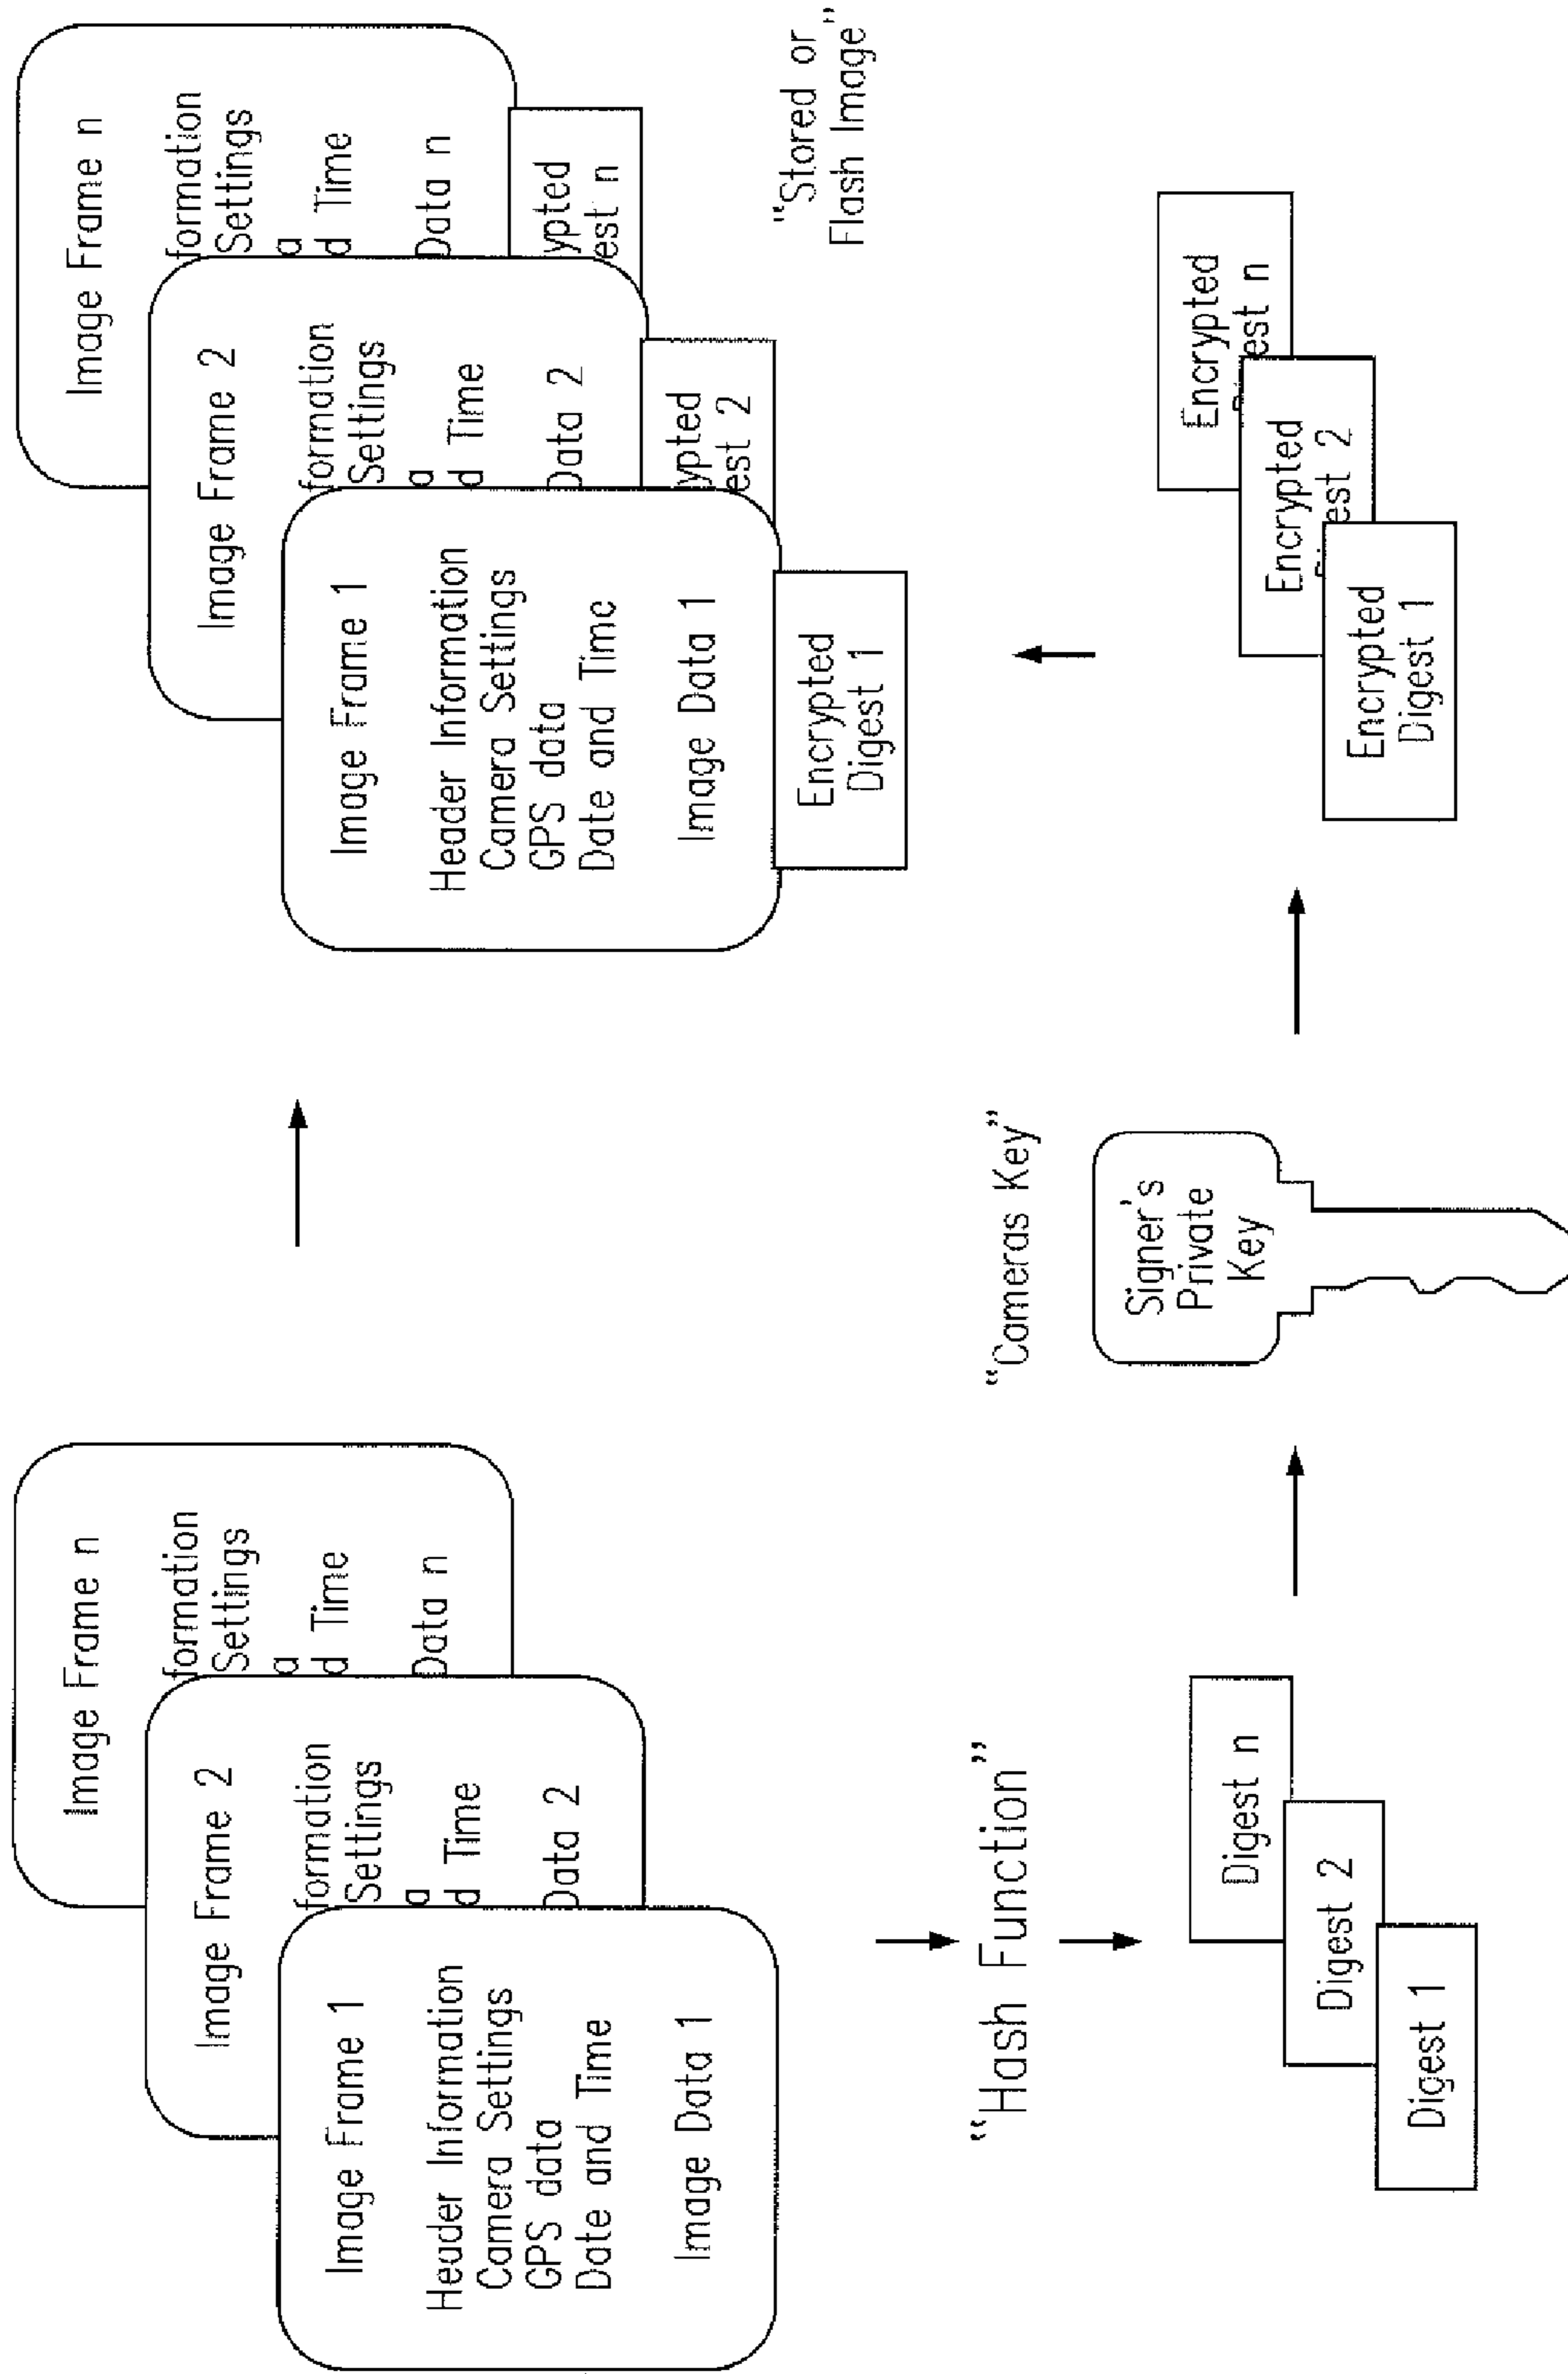 Image Frame n
formation
Settings
a
d Time
Data n
Image Frame 2
formation
Settings
a
d Time
Data 2
Image Frame 1
Header Information
Camera Settings
GPS data
Date and Time
Image Data 1
"Hash Function"
Digest n
Digest 2
Digest 1
"Cameras Key"
Signer's
Private
Key
Encrypted
est n
Encrypted
est 2
Encrypted
Digest 1
Image Frame n
formation
Settings
a
d Time
Data n
ypted
est n
Image Frame 2
formation
Settings
a
d Time
Data 2
ypted
est 2
Image Frame 1
Header Information
Camera Settings
GPS data
Date and Time
Image Data 1
Encrypted
Digest 1
"Stored or
Flash Image"